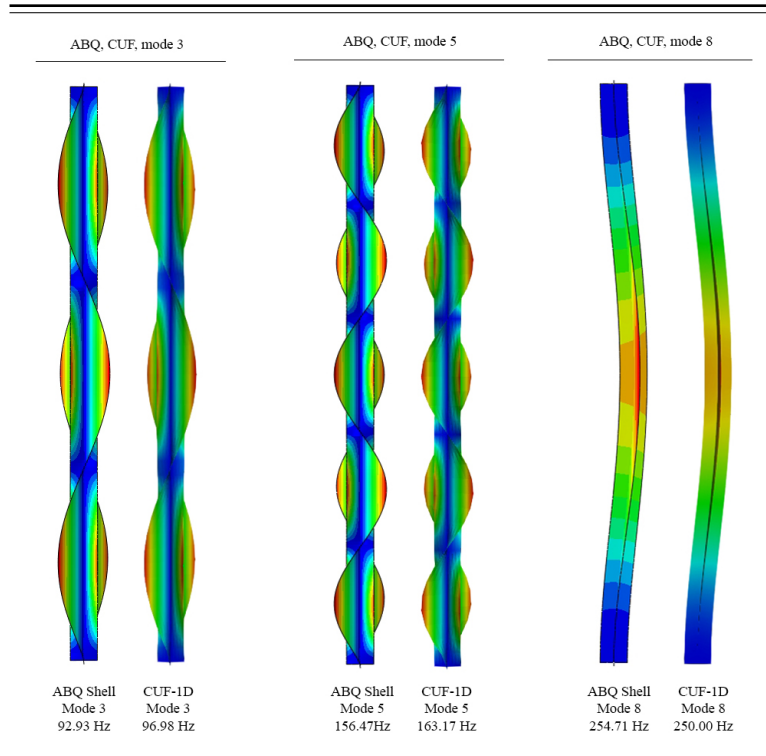 ABQ, CUF, mode 3
ABQ, CUF, mode 5
ABQ, CUF, mode 8
ABQ Shell
Mode 3
92.93 Hz
CUF-1D
Mode 3
96.98 Hz
ABQ Shell
Mode 5
156.47Hz
CUF-1D
Mode 5
163.17 Hz
ABQ Shell
Mode 8
254.71 Hz
CUF-1D
Mode 8
250.00 Hz